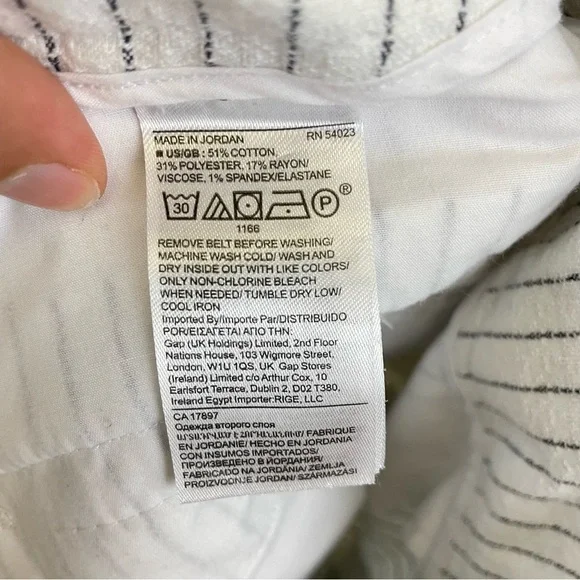 MADE IN JORDAN RN 54023
■ US/GB : 51% COTTON,
31% POLYESTER, 17% RAYON/
VISCOSE, 1% SPANDEX/ELASTANE
30 P ®
1166
REMOVE BELT BEFORE WASHING/
MACHINE WASH COLD/ WASH AND
DRY INSIDE OUT WITH LIKE COLORS/
ONLY NON-CHLORINE BLEACH
WHEN NEEDED/ TUMBLE DRY LOW/
COOL IRON
Imported By/Importe Par/DISTRIBUIDO
POR/ΕΙΣΑΓΕΤΑΙ ΑΠΟ ΤΗΝ:
Gap (UK Holdings) Limited, 2nd Floor
Nations House, 103 Wigmore Street,
London, W1U 1QS, UK Gap Stores
(Ireland) Limited c/o Arthur Cox, 10
Earlsfort Terrace, Dublin 2, D02 T380,
Ireland Egypt Importer:RIGE, LLC
CA 17897
Одежда второго слоя
FABRIQUE
EN JORDANIE/ HECHO EN JORDANIA
CON INSUMOS IMPORTADOS/
ПРОИЗВЕДЕНО В ЙОРДАНИИ/
FABRICADO NA JORDÂNIA/ ZEMLJA
PROIZVODNJE JORDAN/ SZÁRMAZÁSI